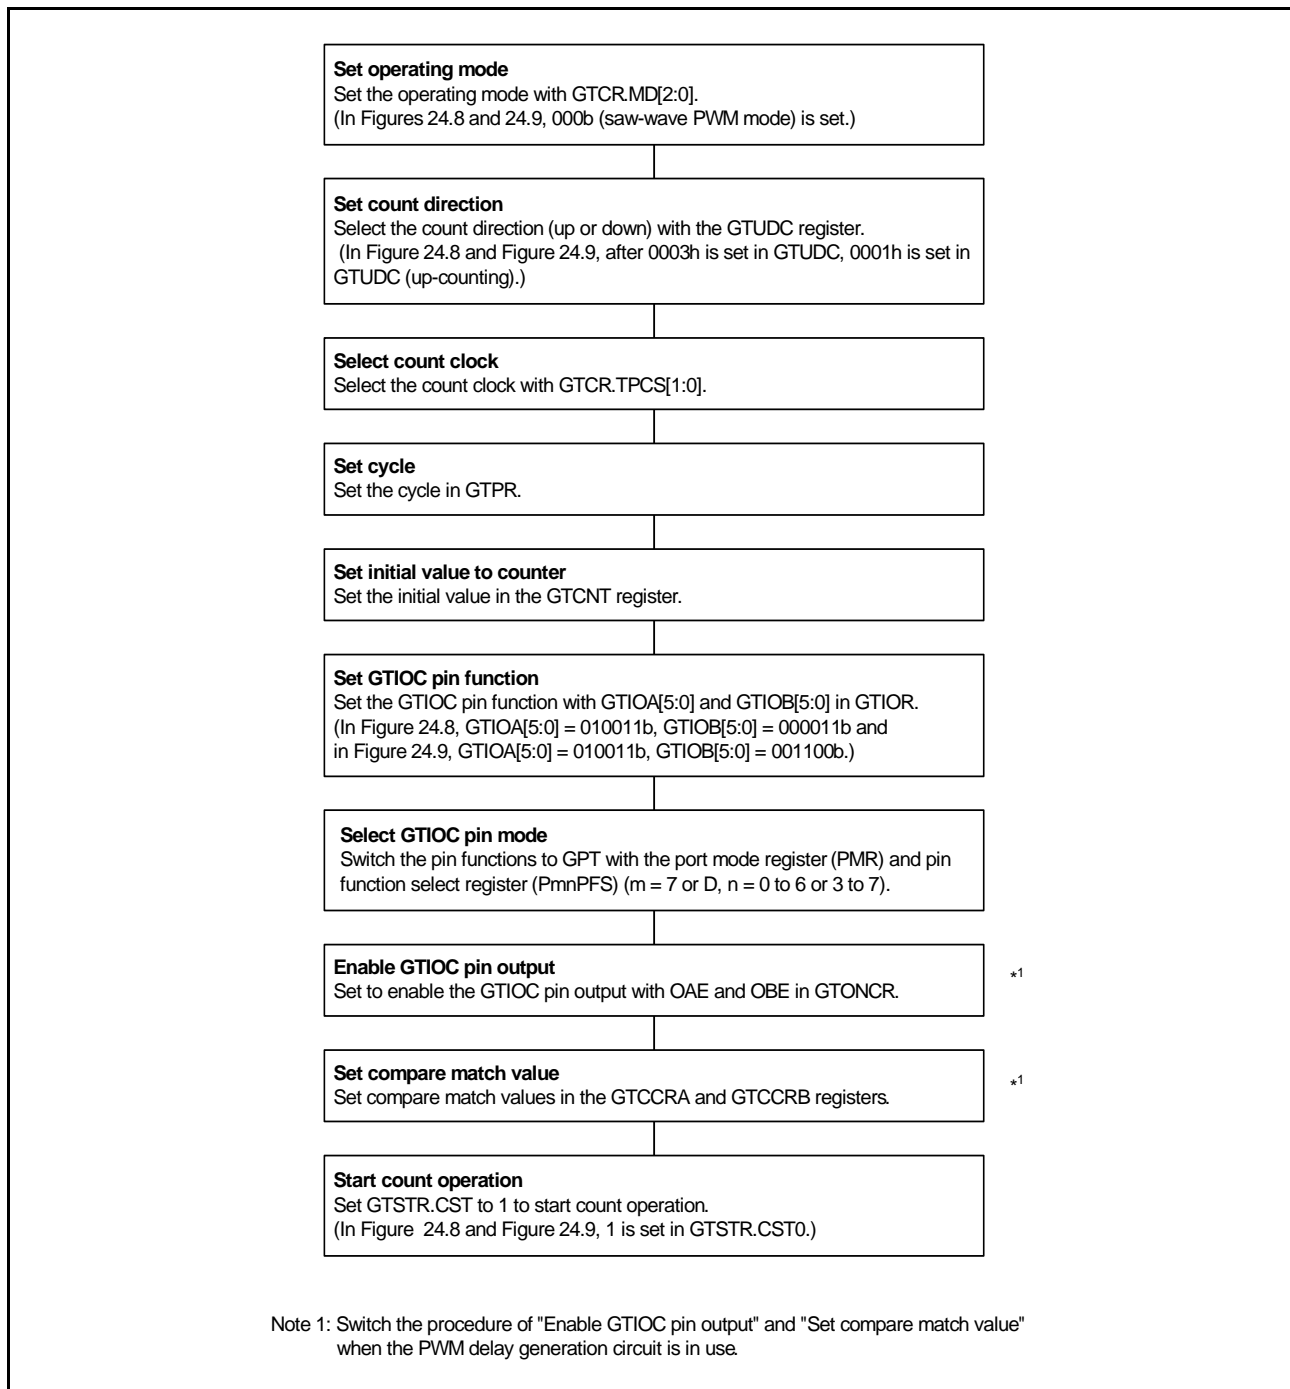 Set operating mode
Set the operating mode with GTCR.MD[2:0].
(In Figures 24.8 and 24.9, 000b (saw-wave PWM mode) is set.)
Set count direction
Select the count direction (up or down) with the GTUDC register.
(In Figure 24.8 and Figure 24.9, after 0003h is set in GTUDC, 0001h is set in
GTUDC (up-counting).)
Select count clock
Select the count clock with GTCR.TPCS[1:0].
Set cycle
Set the cycle in GTPR.
Set initial value to counter
Set the initial value in the GTCNT register.
Set GTIOC pin function
Set the GTIOC pin function with GTIOA[5:0] and GTIOB[5:0] in GTIOR.
(In Figure 24.8, GTIOA[5:0] = 010011b, GTIOB[5:0] = 000011b and
in Figure 24.9, GTIOA[5:0] = 010011b, GTIOB[5:0] = 001100b.)
Select GTIOC pin mode
Switch the pin functions to GPT with the port mode register (PMR) and pin
function select register (PmnPFS) (m = 7 or D, n = 0 to 6 or 3 to 7).
Enable GTIOC pin output
Set to enable the GTIOC pin output with OAE and OBE in GTONCR.
*1
Set compare match value
Set compare match values in the GTCCRA and GTCCRB registers.
*1
Start count operation
Set GTSTR.CST to 1 to start count operation.
(In Figure 24.8 and Figure 24.9, 1 is set in GTSTR.CST0.)
Note 1: Switch the procedure of "Enable GTIOC pin output" and "Set compare match value"
when the PWM delay generation circuit is in use.